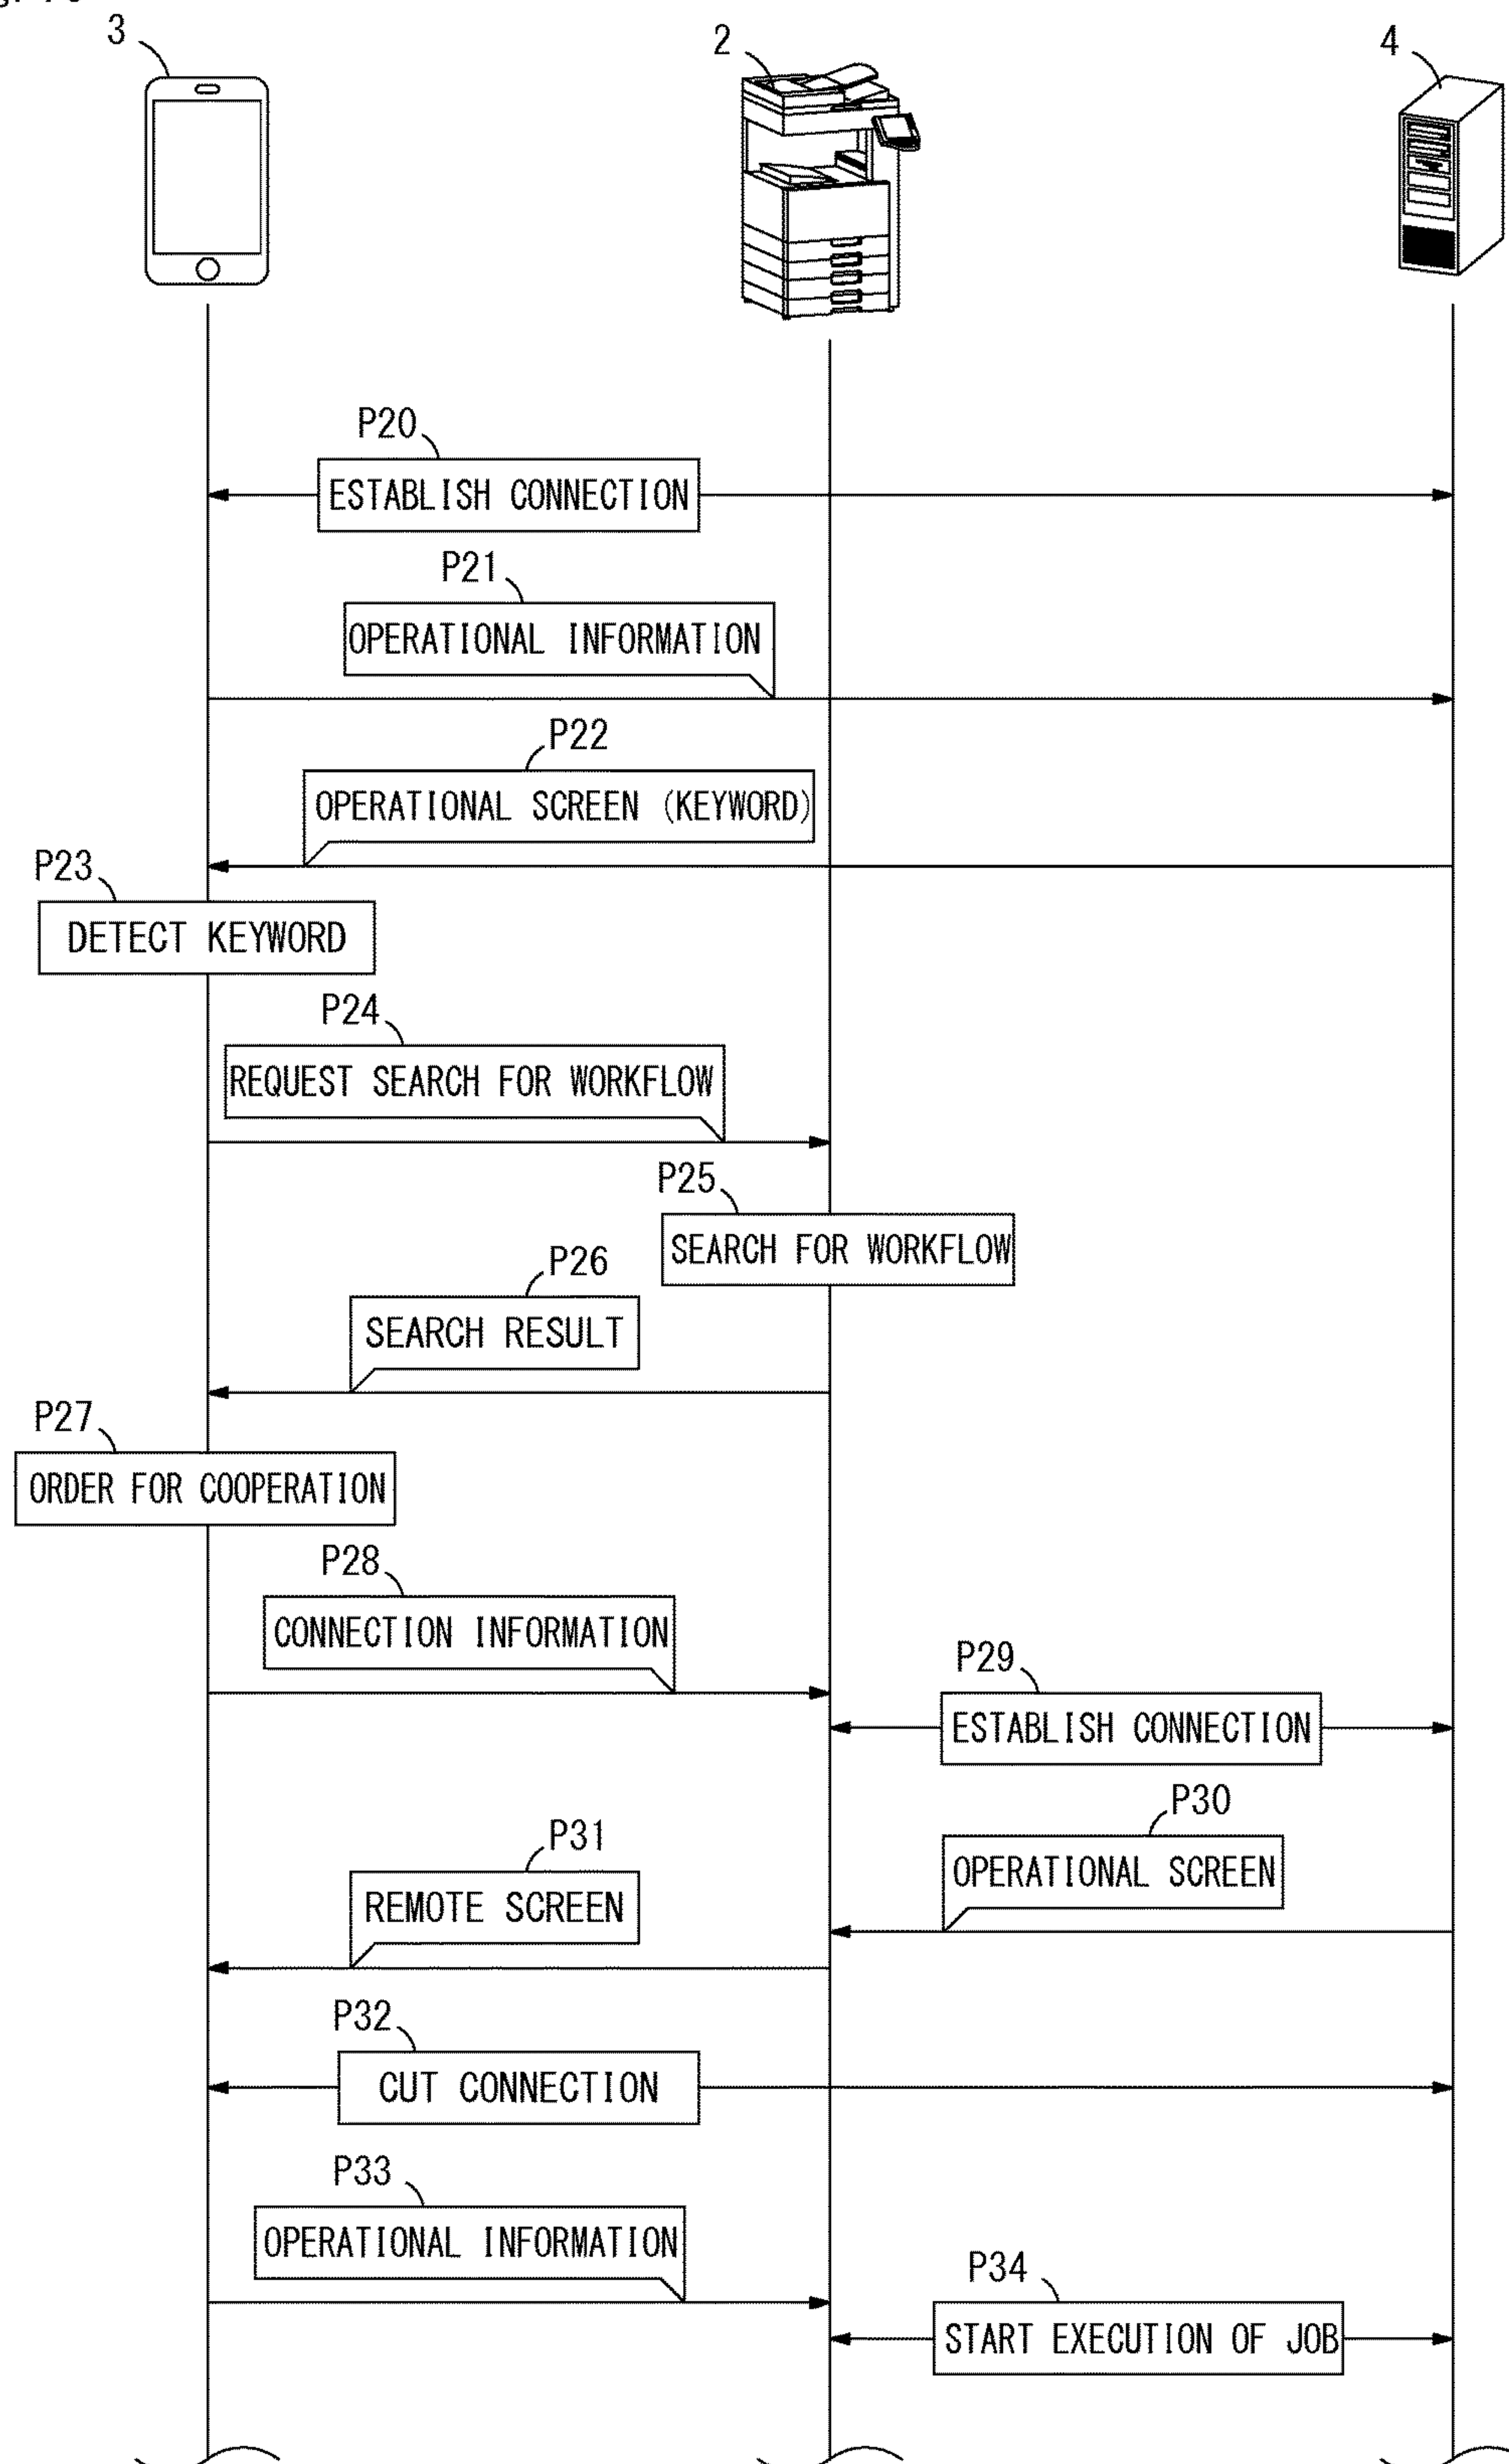 3
2
4
P20
ESTABLISH CONNECTION
P21
OPERATIONAL INFORMATION
P22
OPERATIONAL SCREEN (KEYWORD)
P23
DETECT KEYWORD
P24
REQUEST SEARCH FOR WORKFLOW
P25
SEARCH FOR WORKFLOW
P26
SEARCH RESULT
P27
ORDER FOR COOPERATION
P28
CONNECTION INFORMATION
P29
ESTABLISH CONNECTION
P30
OPERATIONAL SCREEN
P31
REMOTE SCREEN
P32
CUT CONNECTION
P33
OPERATIONAL INFORMATION
P34
START EXECUTION OF JOB